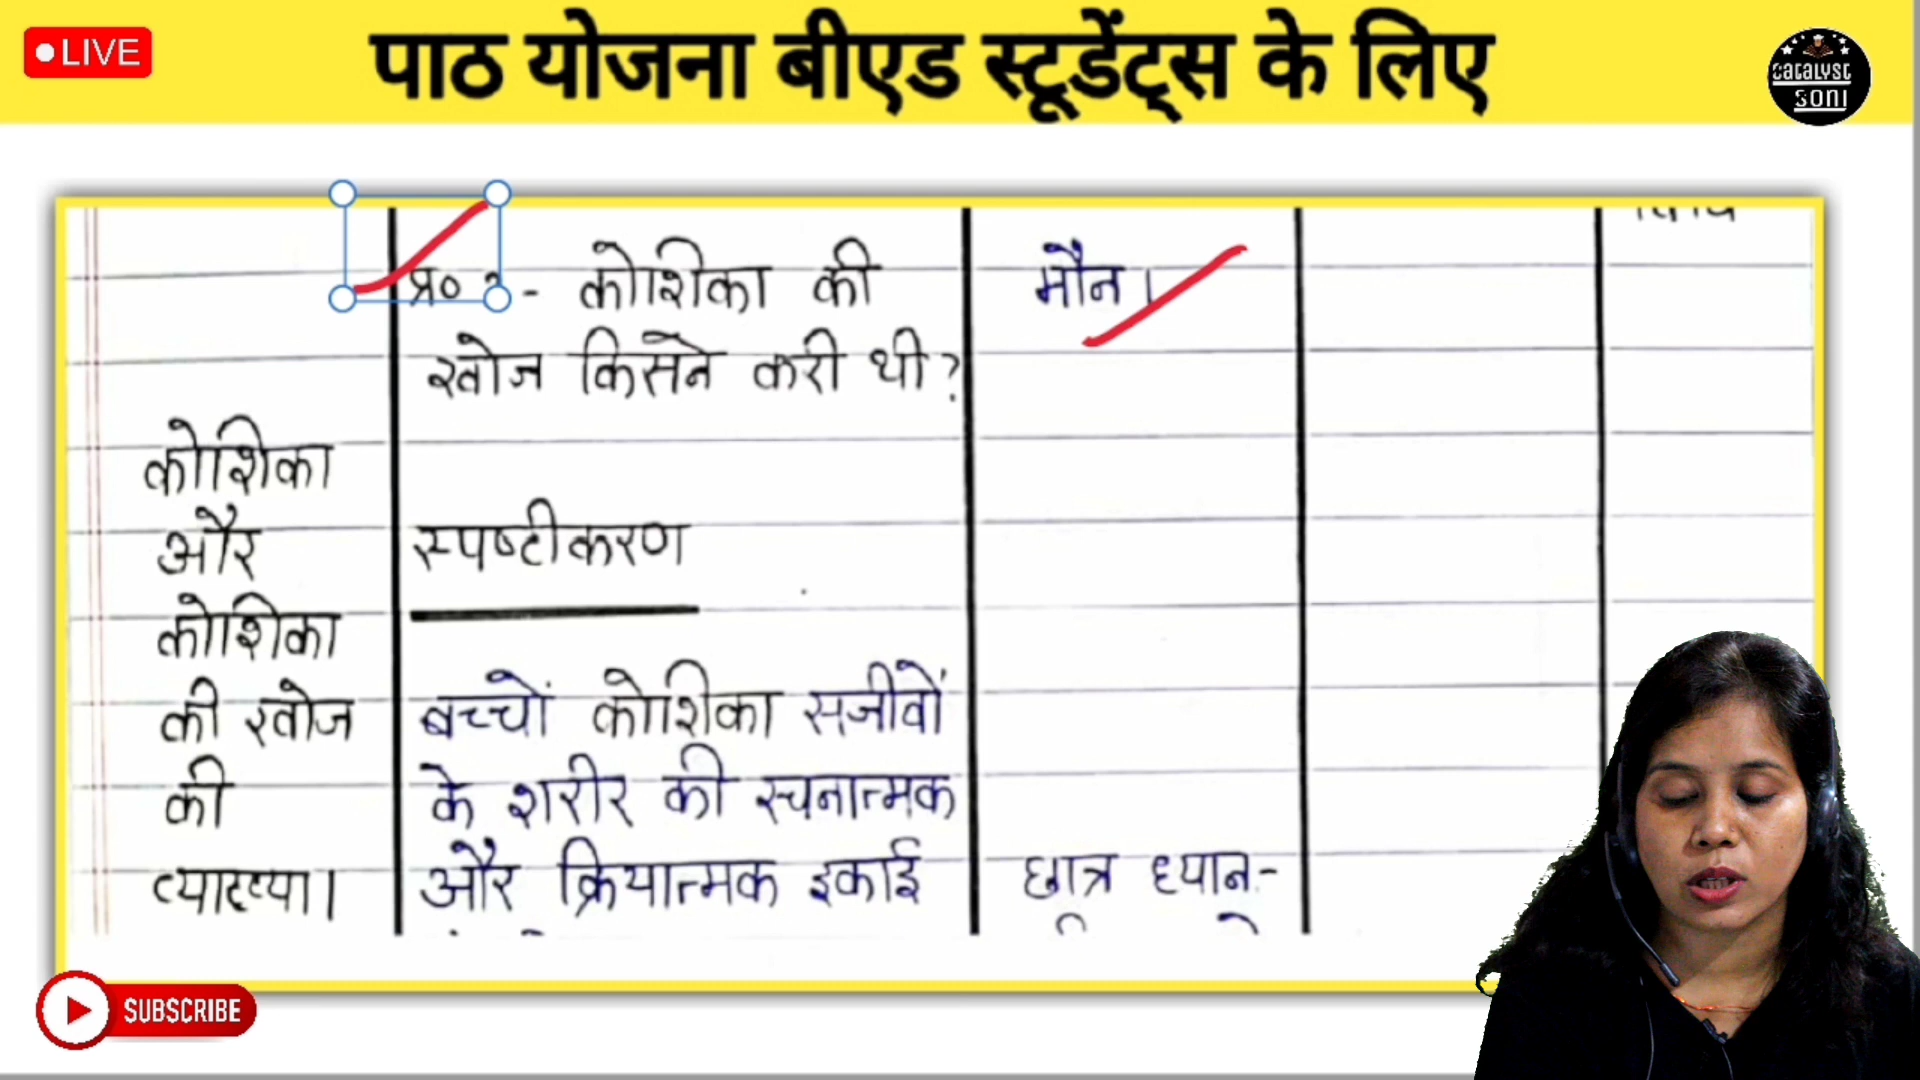 LIVE
पाठ योजना बीएड स्टूडेंट्स के लिए
catalyst
SONI
प्र० - कोशिका की
खोज किसने करी थी?
मौन।
कोशिका
और
कोशिका
की खोज
की
व्याख्या।
स्पष्टीकरण
बच्चों कोशिका सजीवों
के शरीर की रचनात्मक
और क्रियात्मक इकाई
छात्र ध्यान-
SUBSCRIBE